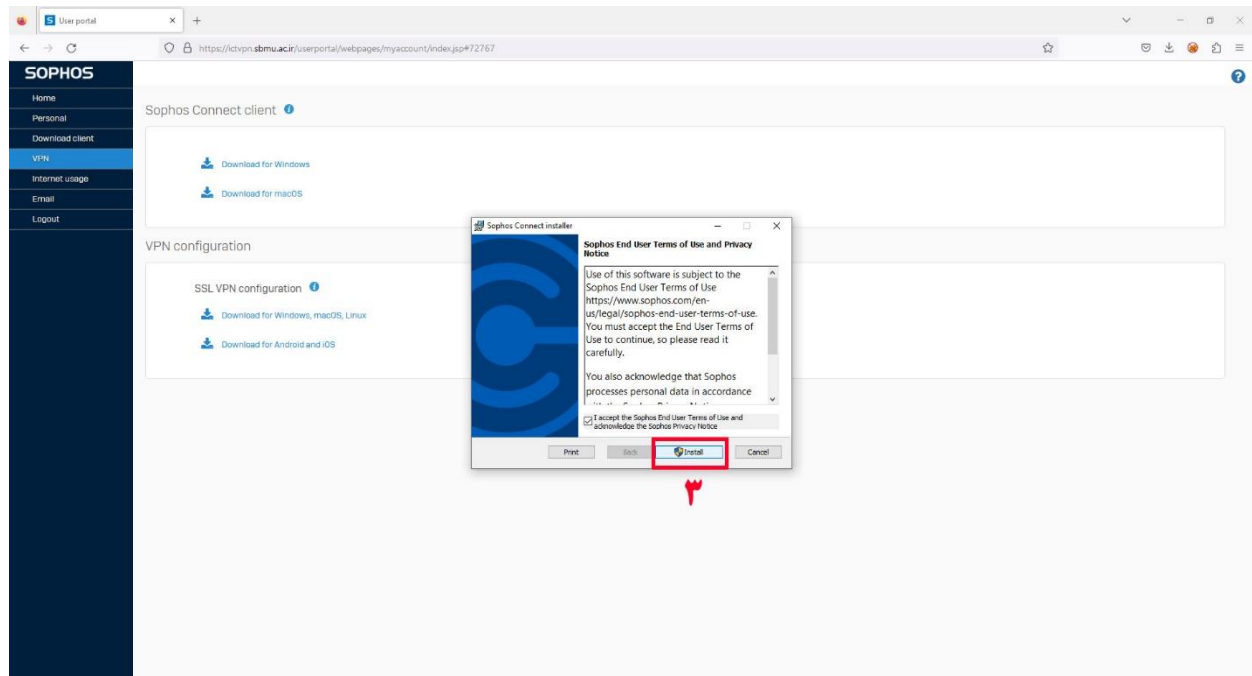 User portal
https://ictvpn.sbmu.ac.ir/userportal/webpages/myaccount/index.jsp#72767
SOPHOS
Home
Personal
Download client
VPN
Internet usage
Email
Logout
Sophos Connect client
Download for Windows
Download for macOS
VPN configuration
SSL VPN configuration
Download for Windows, macOS, Linux
Download for Android and iOS
Sophos Connect installer
Sophos End User Terms of Use and Privacy
Notice
Use of this software is subject to the
Sophos End User Terms of Use
https://www.sophos.com/en-
us/legal/sophos-end-user-terms-of-use.
You must accept the End User Terms of
Use to continue, so please read it
carefully.
You also acknowledge that Sophos
processes personal data in accordance
I accept the Sophos End User Terms of Use and
acknowledge the Sophos Privacy Notice
Print
Back
Install
Cancel
۳